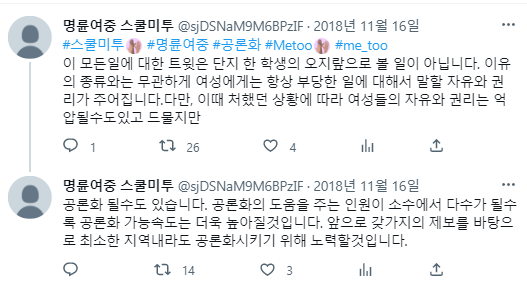 명륜여중 스쿨미투 @sjDSNaM9M6BPzIF · 2018년 11월 16일
#스쿨미투 #명륜여중 #공론화 #Metoo #me_too
이 모든일에 대한 트윗은 단지 한 학생의 오지랖으로 볼 일이 아닙니다. 이유
의 종류와는 무관하게 여성에게는 항상 부당한 일에 대해서 말할 자유와 권
리가 주어집니다.다만, 이때 처했던 상황에 따라 여성들의 자유와 권리는 억
압될수도있고 드물지만
1 26 4
명륜여중 스쿨미투 @sjDSNaM9M6BPzIF · 2018년 11월 16일
공론화 될수도 있습니다. 공론화의 도움을 주는 인원이 소수에서 다수가 될수
록 공론화 가능속도는 더욱 높아질것입니다. 앞으로 갖가지의 제보를 바탕
으로 최소한 지역내라도 공론화시키기 위해 노력할것입니다.
14 3